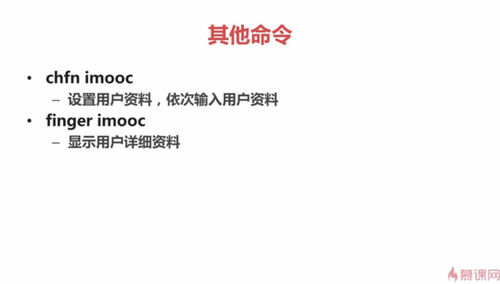 其他命令
• chfn imooc
– 设置用户资料，依次输入用户资料
• finger imooc
– 显示用户详细资料
慕课网